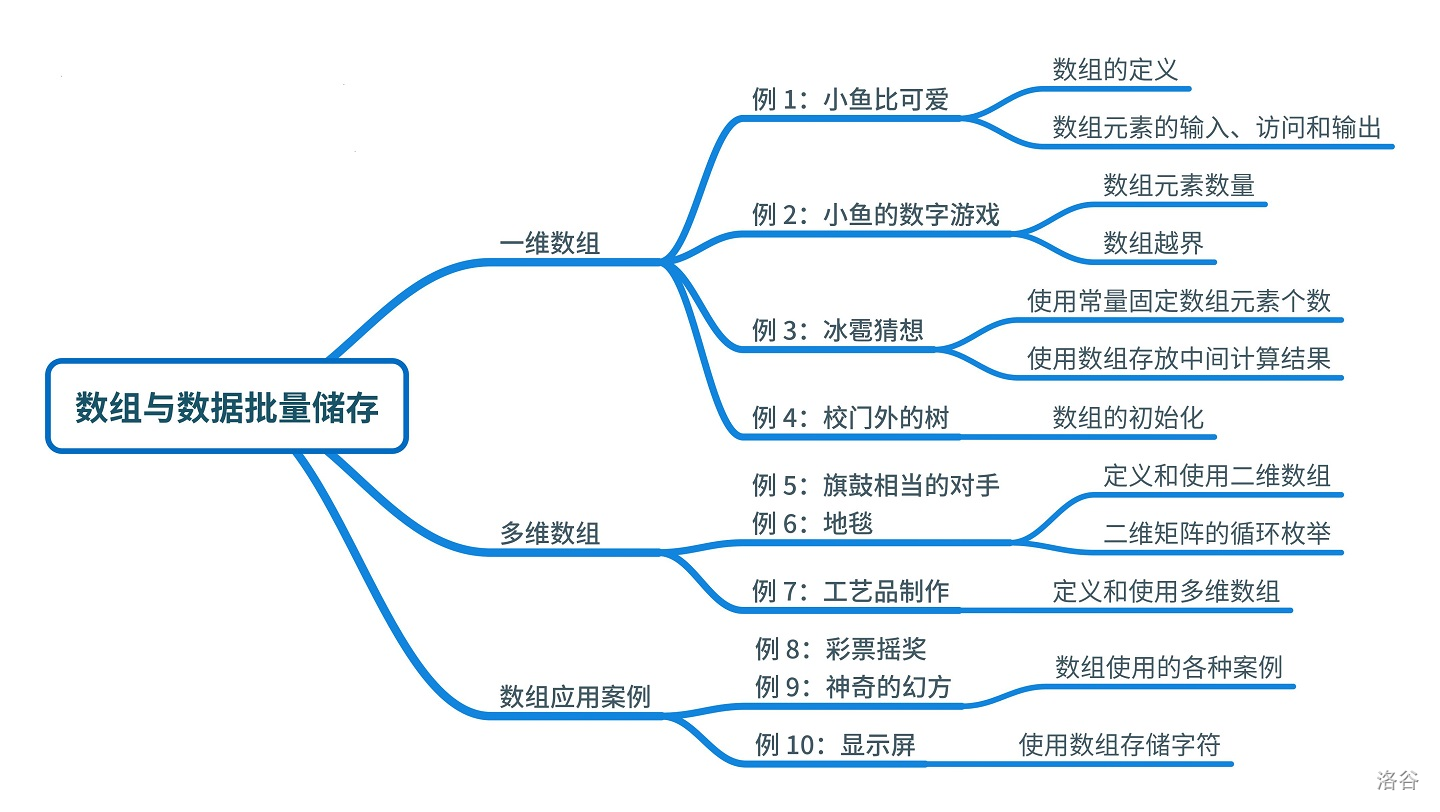 数组与数据批量储存
一维数组
例 1：小鱼比可爱
数组的定义
数组元素的输入、访问和输出
例 2：小鱼的数字游戏
数组元素数量
数组越界
例 3：冰雹猜想
使用常量固定数组元素个数
使用数组存放中间计算结果
例 4：校门外的树
数组的初始化
多维数组
例 5：旗鼓相当的对手
例 6：地毯
定义和使用二维数组
二维矩阵的循环枚举
例 7：工艺品制作
定义和使用多维数组
数组应用案例
例 8：彩票摇奖
例 9：神奇的幻方
数组使用的各种案例
例 10：显示屏
使用数组存储字符
洛谷